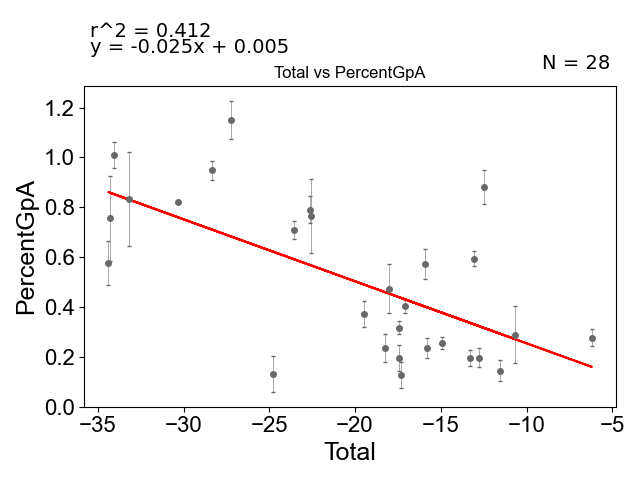 r^2 = 0.412
y = -0.025x + 0.005
N = 28
Total vs PercentGpA
1.2
1.0
0.8
0.6
0.4
0.2
0.0
PercentGpA
−35 −30 −25 −20 −15 −10 −5
Total